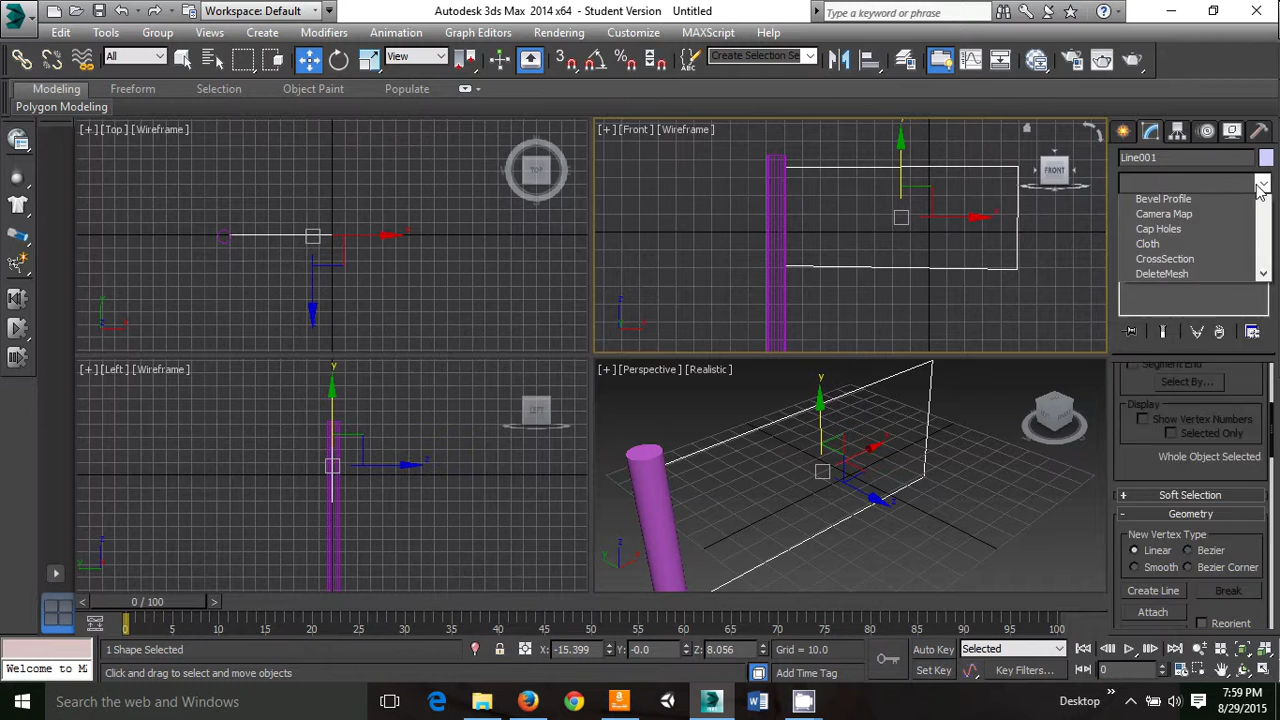 Workspace: Default
Autodesk 3ds Max 2014 x64 - Student Version Untitled
Type a keyword or phrase
Edit Tools Group Views Create Modifiers Animation Graph Editors Rendering Customize MAXScript Help
All
View
Create Selection Se
Modeling Freeform Selection Object Paint Populate
Polygon Modeling
[+] [Top] [Wireframe]
TOP
[+] [Front] [Wireframe]
FRONT
Line001
Bevel Profile
Camera Map
Cap Holes
Cloth
CrossSection
DeleteMesh
[+] [Left] [Wireframe]
LEFT
[+] [Perspective] [Realistic]
Segment End
Select By...
Display
Show Vertex Numbers
Selected Only
Whole Object Selected
+ Soft Selection
- Geometry
New Vertex Type
Linear Bezier
Smooth Bezier Corner
Create Line Break
Attach
Reorient
< 0 / 100 >
0 5 10 15 20 25 30 35 40 45 50 55 60 65 70 75 80 85 90 95 100
1 Shape Selected
X: -15.399 Y: -0.0 Z: 8.056 Grid = 10.0
Auto Key Selected
Welcome to M
Click and drag to select and move objects
Add Time Tag
Set Key Key Filters...
0
Search the web and Windows
Desktop
7:59 PM
8/29/2015